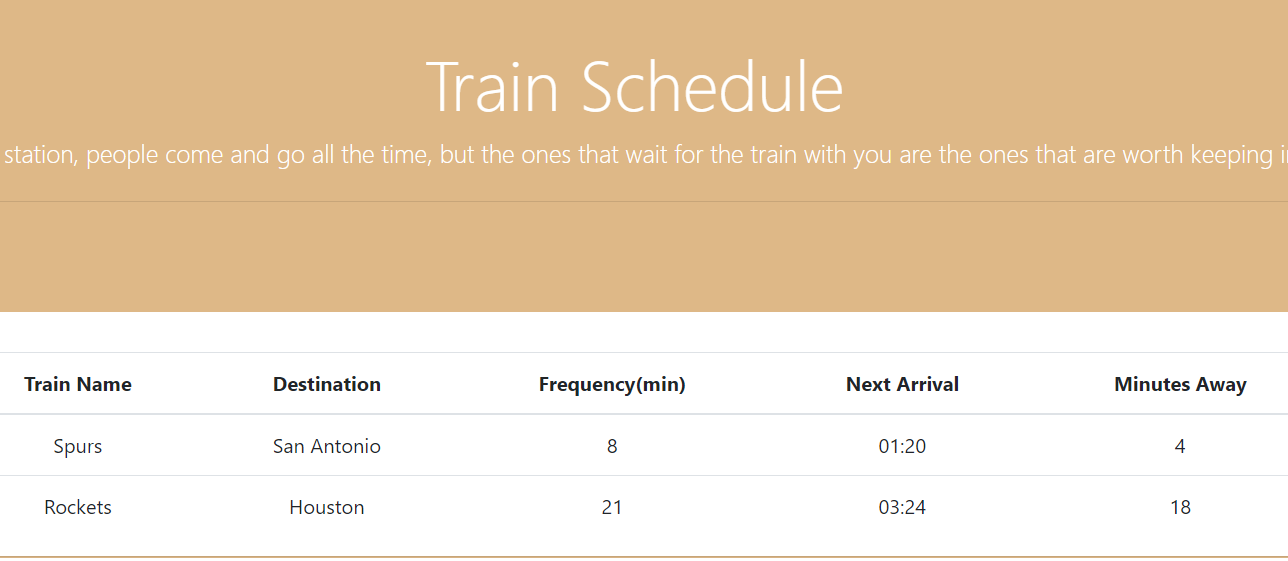 Train Schedule
station, people come and go all the time, but the ones that wait for the train with you are the ones that are worth keeping
Train Name Destination Frequency(min) Next Arrival Minutes Away
Spurs San Antonio 8 01:20 4
Rockets Houston 21 03:24 18